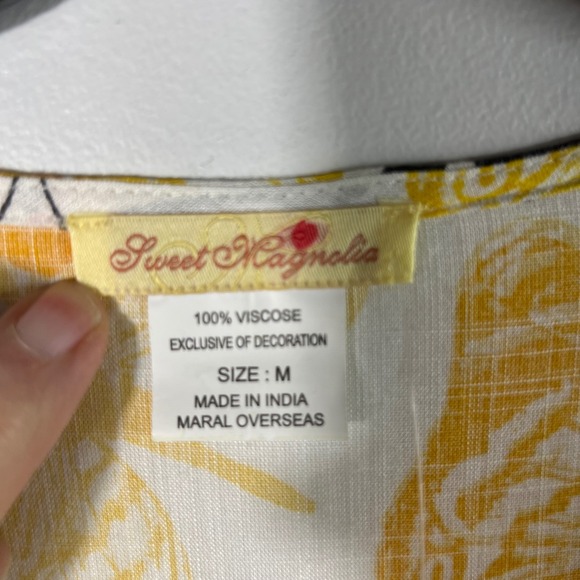 Sweet Magnolia
100% VISCOSE
EXCLUSIVE OF DECORATION
SIZE : M
MADE IN INDIA
MARAL OVERSEAS